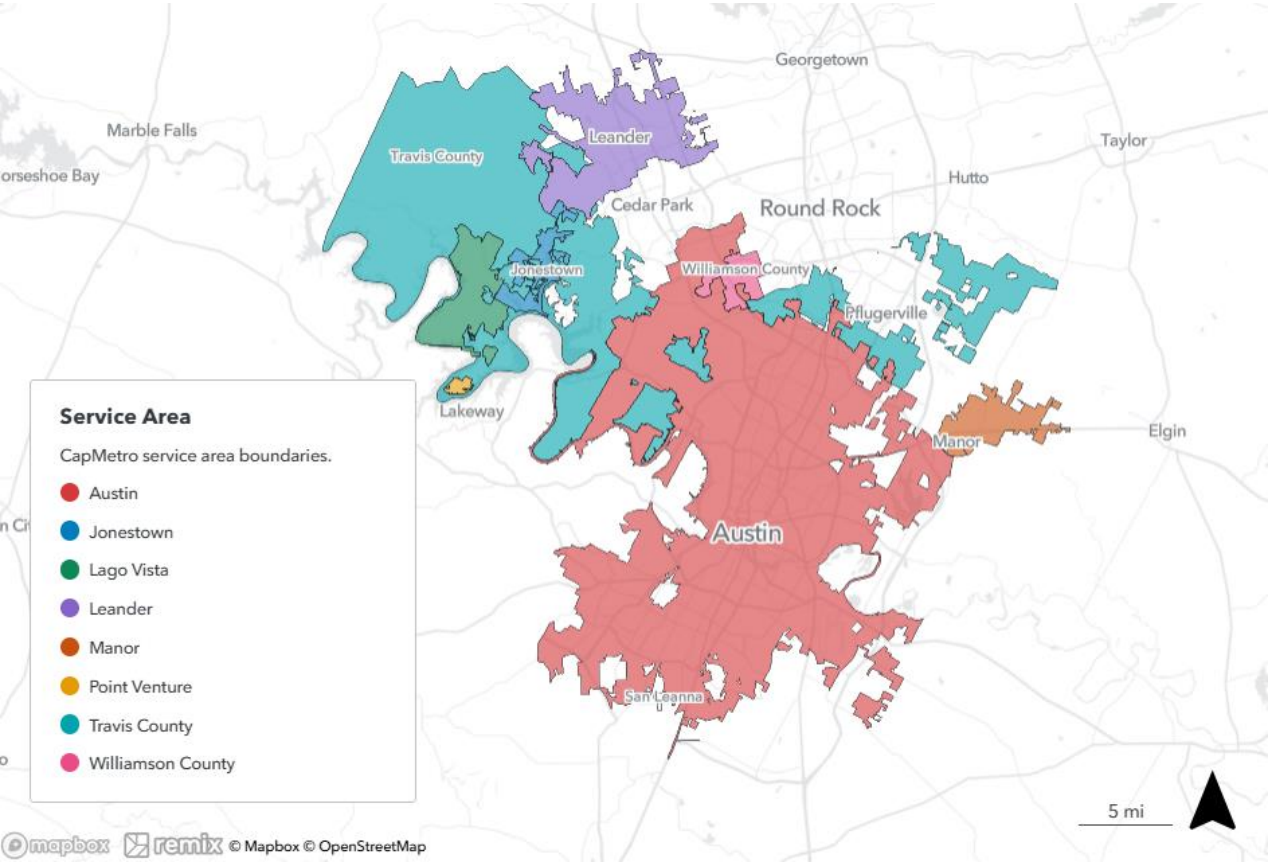 Georgetown
Marble Falls
Leander
Taylor
Travis County
orseshoe Bay
Hutto
Cedar Park
Round Rock
Jonestown
Williamson County
Pflugerville
Lakeway
Manor
Elgin
Service Area
CapMetro service area boundaries.
Austin
Jonestown
Lago Vista
Leander
Manor
Point Venture
Travis County
Williamson County
n Cit
Austin
San Leanna
o
5 mi
mapbox remix © Mapbox © OpenStreetMap